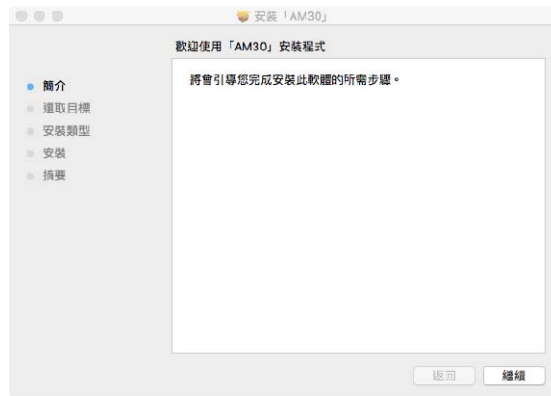 安裝「AM30」
歡迎使用「AM30」安裝程式
將會引導您完成安裝此軟體的所需步驟。
簡介
選取目標
安裝類型
安裝
摘要
返回
繼續